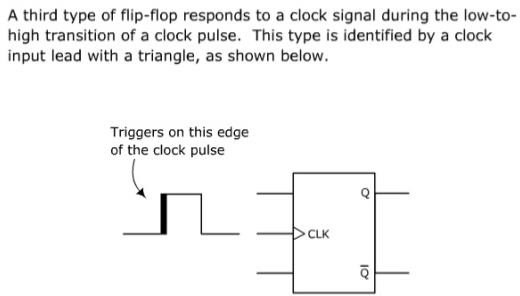 A third type of flip-flop responds to a clock signal during the low-to-
high transition of a clock pulse.  This type is identified by a clock
input lead with a triangle, as shown below.
Triggers on this edge
of the clock pulse
Q
CLK
Q̅